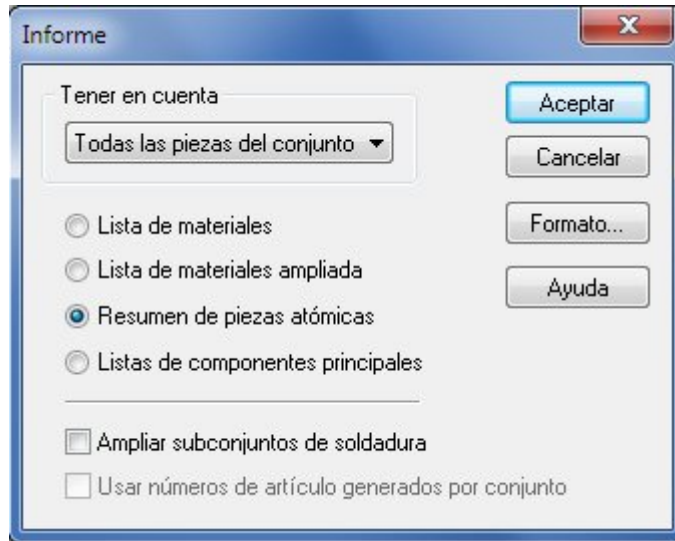 Informe
Tener en cuenta
Todas las piezas del conjunto
Aceptar
Cancelar
Lista de materiales
Formato...
Lista de materiales ampliada
Ayuda
Resumen de piezas atómicas
Listas de componentes principales
Ampliar subconjuntos de soldadura
Usar números de artículo generados por conjunto